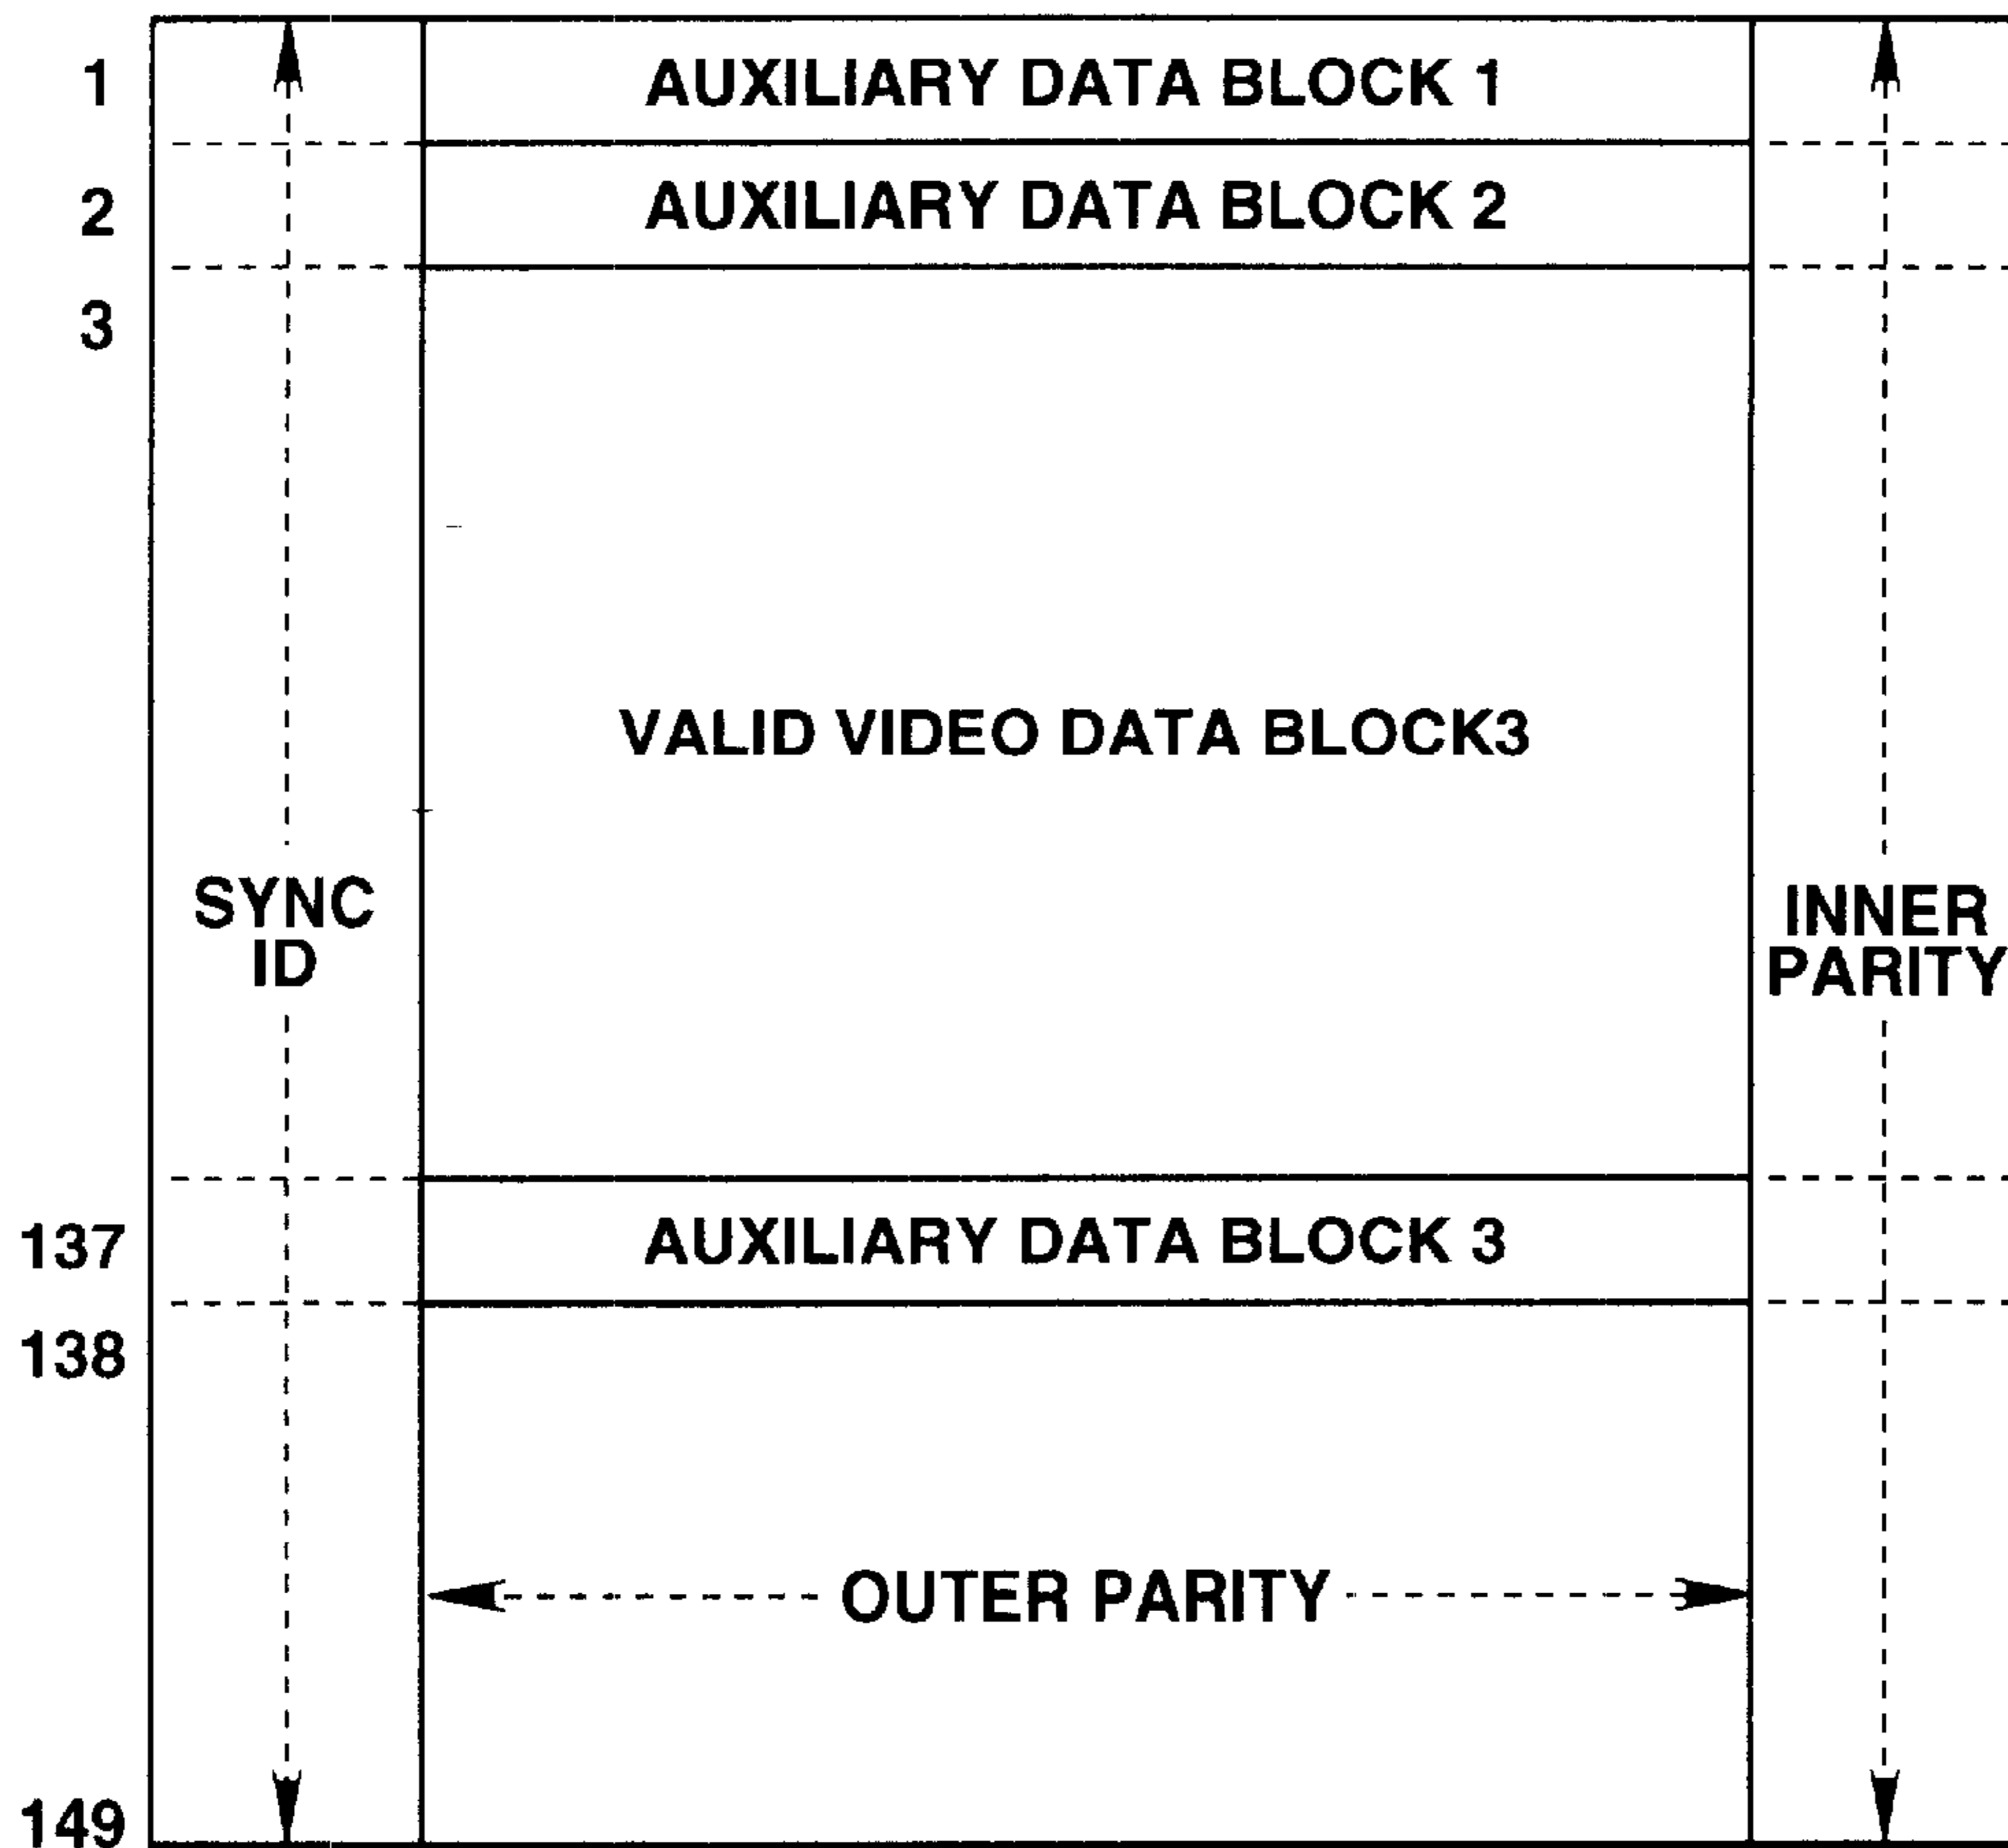 1 AUXILIARY DATA BLOCK 1
2 AUXILIARY DATA BLOCK 2
3
VALID VIDEO DATA BLOCK3
SYNC
ID
INNER
PARITY
137 AUXILIARY DATA BLOCK 3
138
OUTER PARITY
149